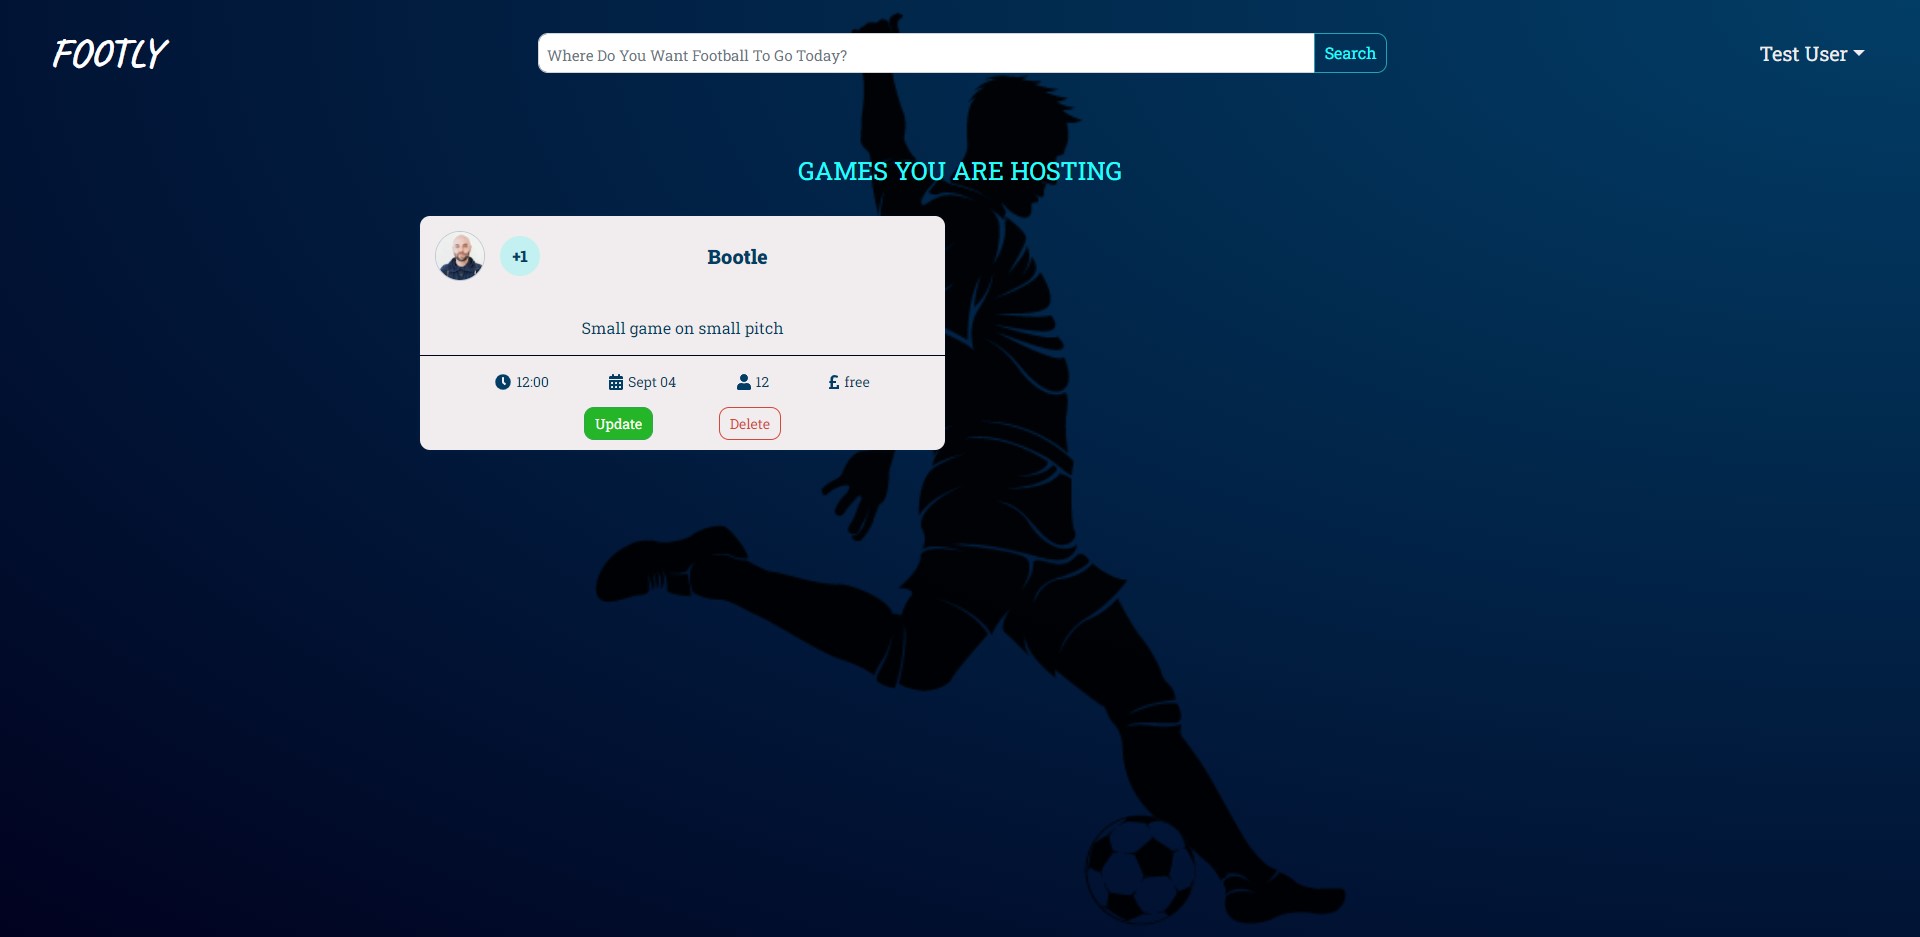 FOOTLY
Where Do You Want Football To Go Today?
Search
Test User
GAMES YOU ARE HOSTING
+1
Bootle
Small game on small pitch
12:00
Sept 04
12
£ free
Update
Delete